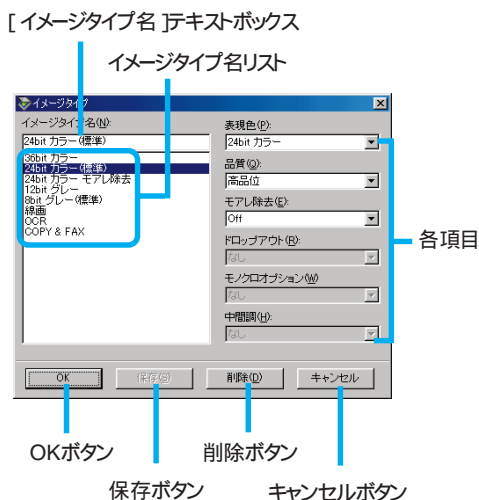 [ イメージタイプ名 ]テキストボックス
イメージタイプ名リスト
イメージタイプ
イメージタイプ名(N):
24bit カラー(標準)
36bit カラー
24bit カラー(標準)
24bit カラー モアレ除去
12bit グレー
8bit グレー(標準)
線画
OCR
COPY & FAX
表現色(P):
24bit カラー
品質(Q):
高品位
モアレ除去(E):
Off
ドロップアウト(R):
なし
モノクロオプション(W)
なし
中間調(H):
なし
各項目
OK
保存(S)
削除(D)
キャンセル
OKボタン
削除ボタン
保存ボタン
キャンセルボタン